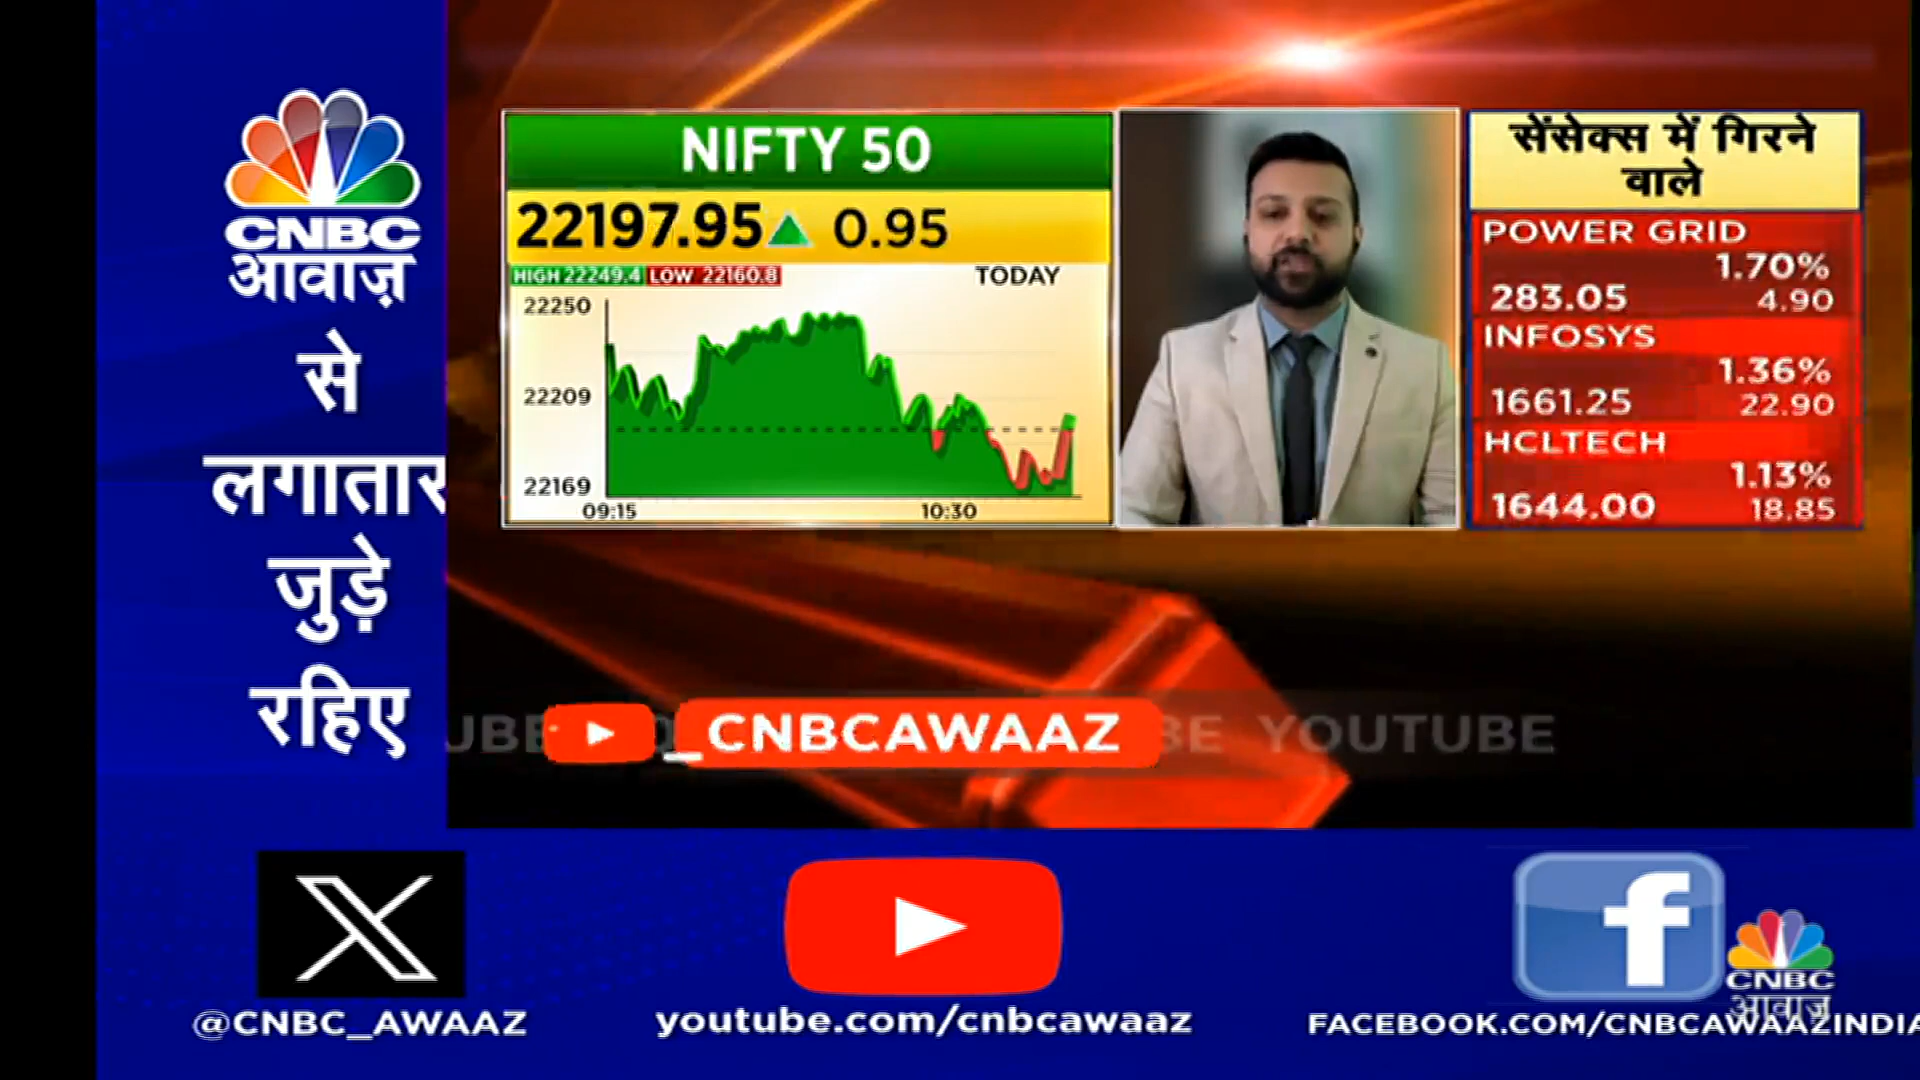 CNBC
आवाज़
से
लगातार
जुड़े
रहिए
NIFTY 50
22197.95 0.95
HIGH 22249.4 LOW 22160.8 TODAY
22250
22209
22169
09:15 10:30
सेंसेक्स में गिरने
वाले
POWER GRID
1.70%
283.05 4.90
INFOSYS
1.36%
1661.25 22.90
HCLTECH
1.13%
1644.00 18.85
_CNBCAWAAZ
YOUTUBE
X
f
CNBC
आवाज़
@CNBC_AWAAZ
youtube.com/cnbcawaaz
FACEBOOK.COM/CNBCAWAAZINDIA